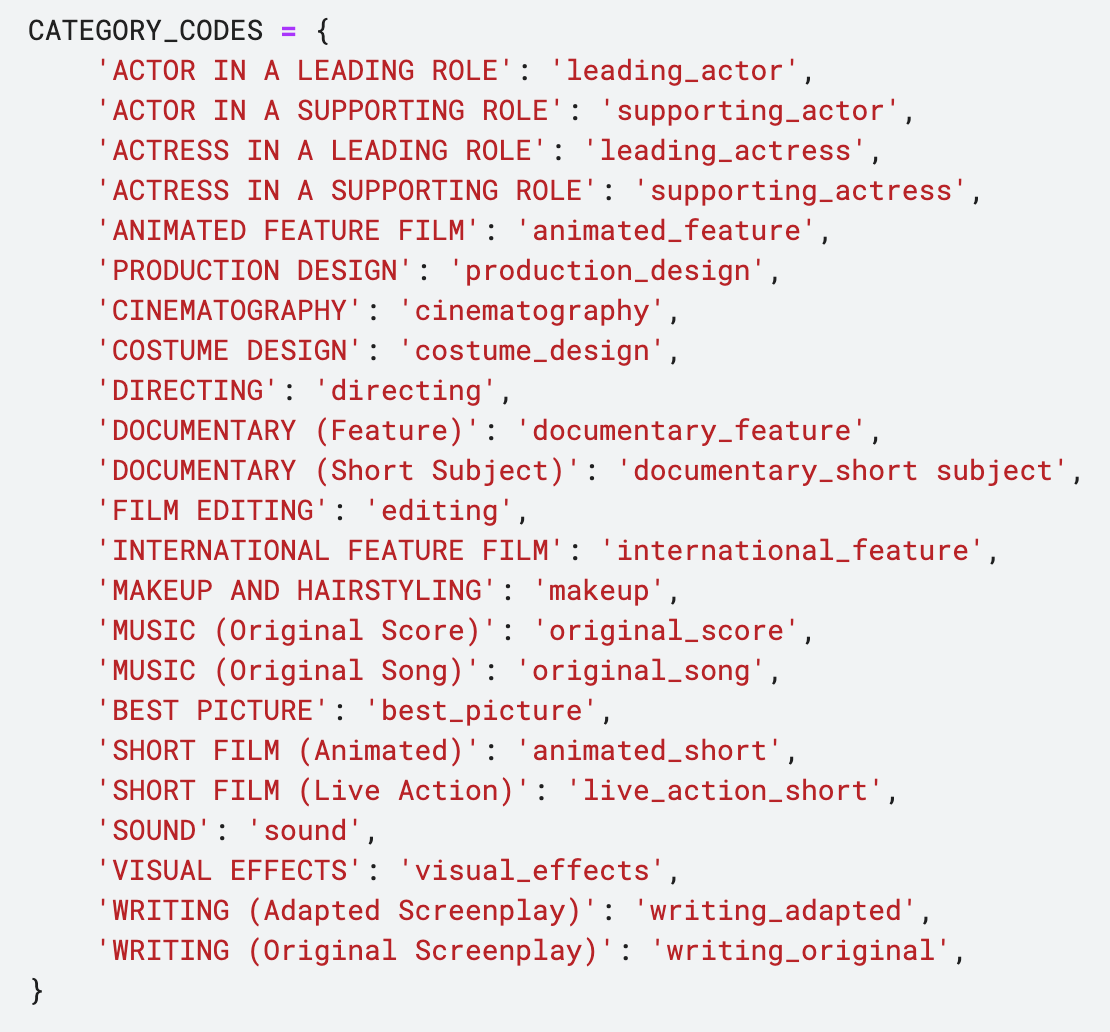 CATEGORY_CODES = {
    'ACTOR IN A LEADING ROLE': 'leading_actor',
    'ACTOR IN A SUPPORTING ROLE': 'supporting_actor',
    'ACTRESS IN A LEADING ROLE': 'leading_actress',
    'ACTRESS IN A SUPPORTING ROLE': 'supporting_actress',
    'ANIMATED FEATURE FILM': 'animated_feature',
    'PRODUCTION DESIGN': 'production_design',
    'CINEMATOGRAPHY': 'cinematography',
    'COSTUME DESIGN': 'costume_design',
    'DIRECTING': 'directing',
    'DOCUMENTARY (Feature)': 'documentary_feature',
    'DOCUMENTARY (Short Subject)': 'documentary_short subject',
    'FILM EDITING': 'editing',
    'INTERNATIONAL FEATURE FILM': 'international_feature',
    'MAKEUP AND HAIRSTYLING': 'makeup',
    'MUSIC (Original Score)': 'original_score',
    'MUSIC (Original Song)': 'original_song',
    'BEST PICTURE': 'best_picture',
    'SHORT FILM (Animated)': 'animated_short',
    'SHORT FILM (Live Action)': 'live_action_short',
    'SOUND': 'sound',
    'VISUAL EFFECTS': 'visual_effects',
    'WRITING (Adapted Screenplay)': 'writing_adapted',
    'WRITING (Original Screenplay)': 'writing_original',
}